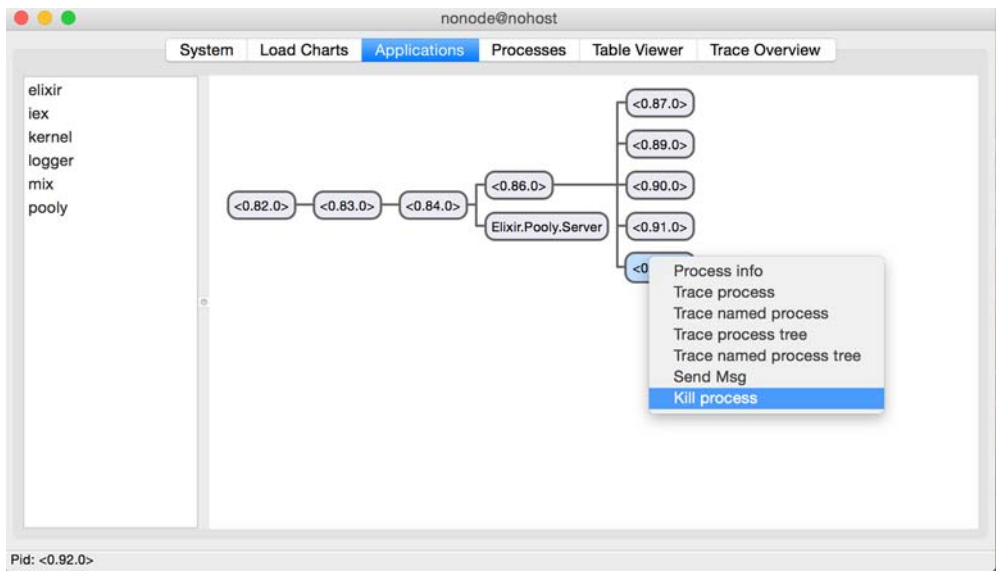 nonode@nohost
System Load Charts Applications Processes Table Viewer Trace Overview
elixir
iex
kernel
logger
mix
pooly
<0.82.0> <0.83.0> <0.84.0> <0.86.0> Elixir.Pooly.Server
<0.87.0>
<0.89.0>
<0.90.0>
<0.91.0>
<0
Process info
Trace process
Trace named process
Trace process tree
Trace named process tree
Send Msg
Kill process
Pid: <0.92.0>